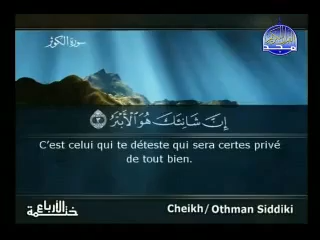 سورة الكوثر
إِنَّ شَانِئَكَ هُوَ الْأَبْتَرُ ٣
C'est celui qui te déteste qui sera certes privé
de tout bien.
Cheikh/ Othman Siddiki